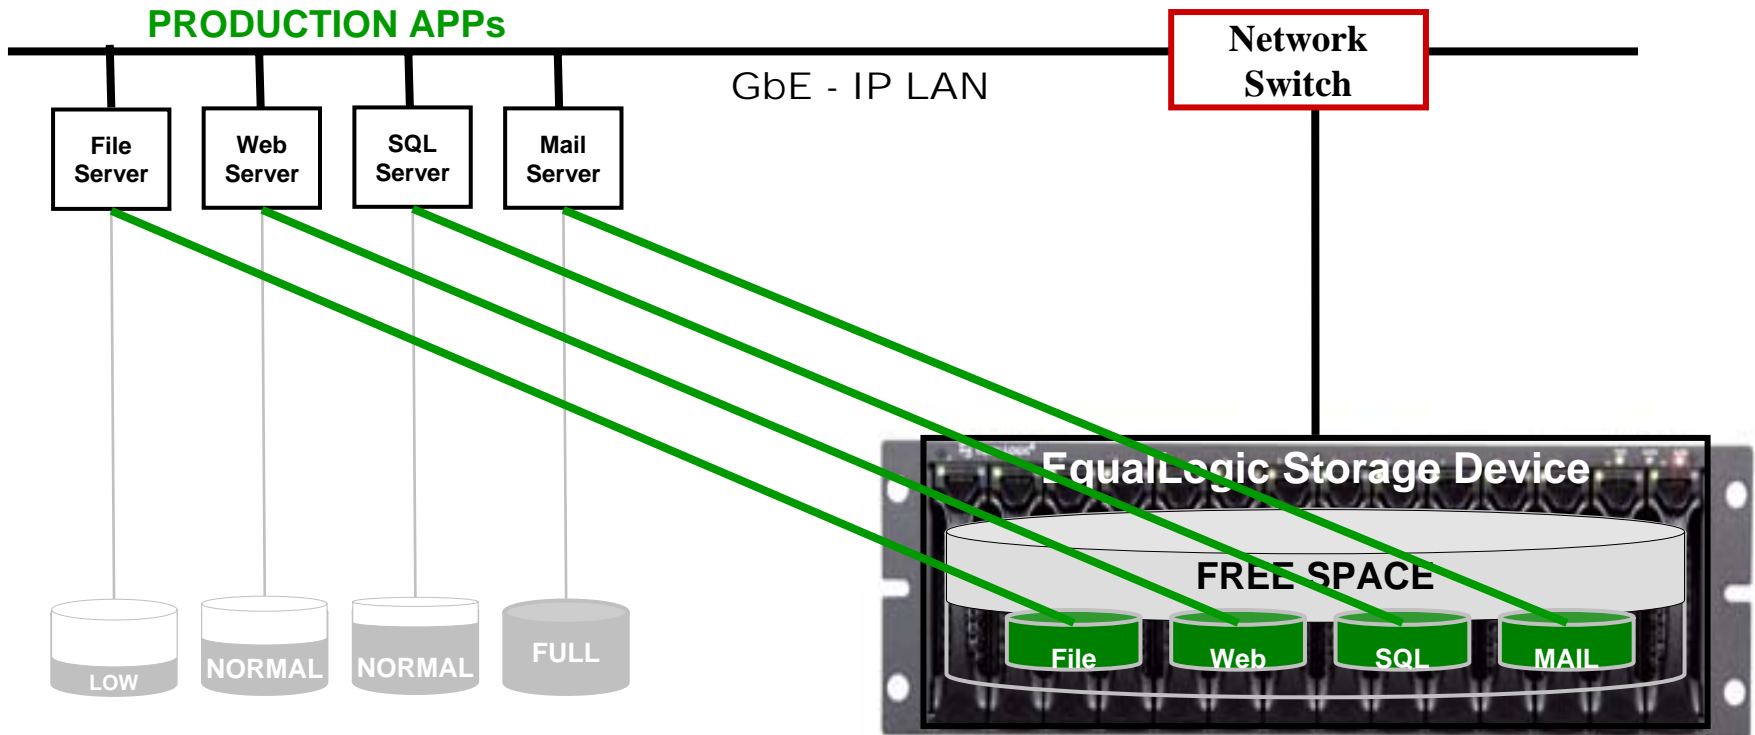 PRODUCTION APPs
Network
Switch
GbE - IP LAN
File
Server
Web
Server
SQL
Server
Mail
Server
EqualLogic Storage Device
FREE SPACE
File
Web
SQL
MAIL
LOW
NORMAL
NORMAL
FULL